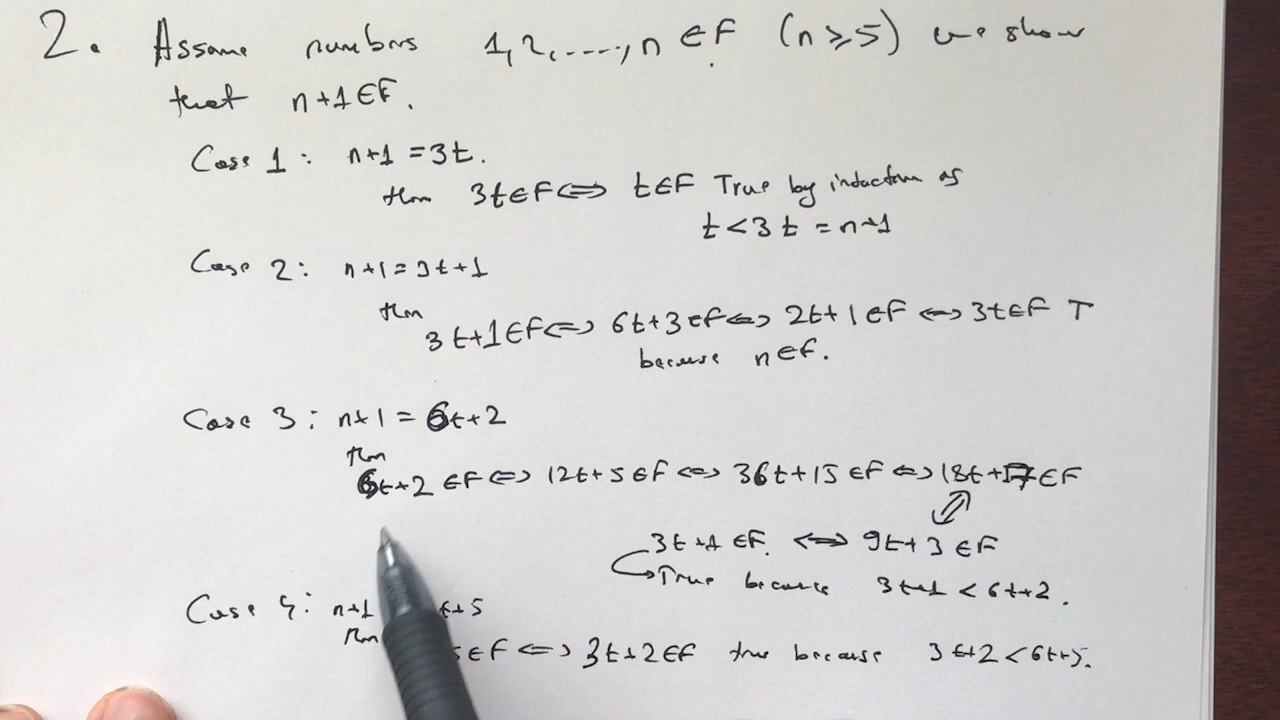 2. Assume numbers 1,2,....,n ∈ F (n ≥ 5) we show
that n+1 ∈ F.
Case 1: n+1 = 3t.
then 3t ∈ F ⟺ t ∈ F True by induction as
t < 3t = n+1
Case 2: n+1 = 3t+1
then
3t+1 ∈ F ⟺ 6t+3 ∈ F ⟺ 2t+1 ∈ F ⟺ 3t ∈ F T
because n ∈ F.
Case 3: n+1 = 6t+2
then
6t+2 ∈ F ⟺ 12t+5 ∈ F ⟺ 36t+15 ∈ F ⟺ 18t+7 ∈ F
⇕
3t+1 ∈ F. ⟺ 9t+3 ∈ F
True because 3t+1 < 6t+2.
Case 4: n+1 t+5
then
5 ∈ F ⟺ 3t+2 ∈ F true because 3t+2 < 6t+5.